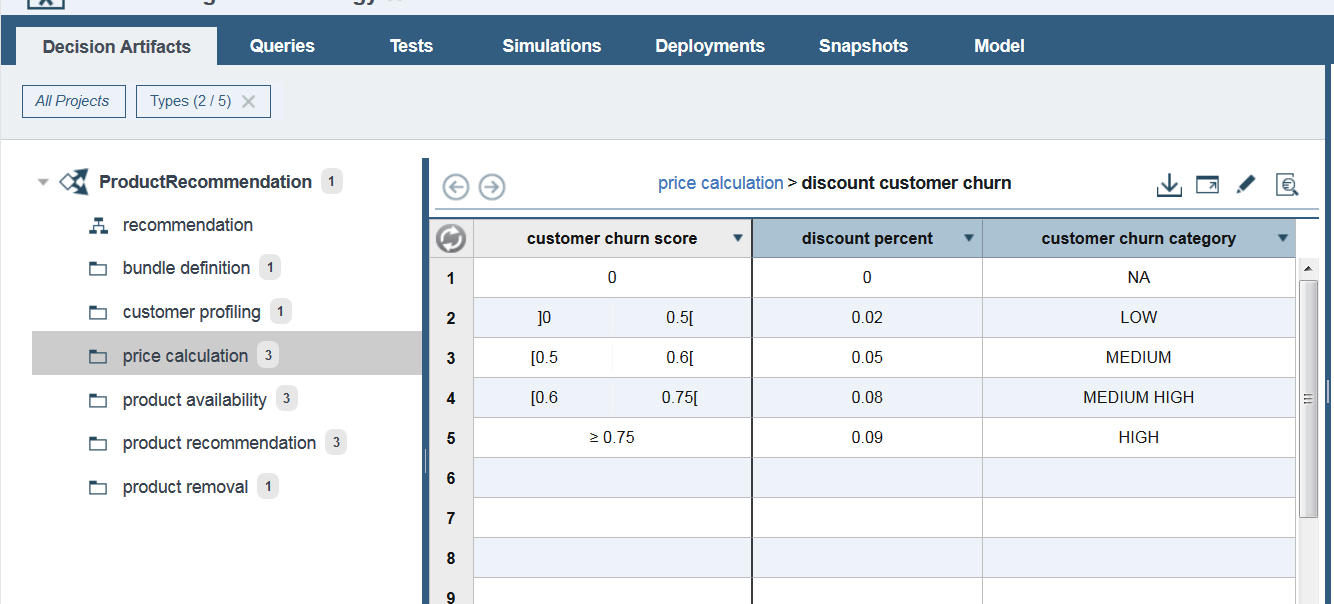 Decision Artifacts Queries Tests Simulations Deployments Snapshots Model
All Projects Types (2 / 5)
ProductRecommendation 1
recommendation
bundle definition 1
customer profiling 1
price calculation 3
product availability 3
product recommendation 3
product removal 1
price calculation > discount customer churn
customer churn score discount percent customer churn category
1 0 0 NA
2 ]0 0.5[ 0.02 LOW
3 [0.5 0.6[ 0.05 MEDIUM
4 [0.6 0.75[ 0.08 MEDIUM HIGH
5 ≥ 0.75 0.09 HIGH
6
7
8
9